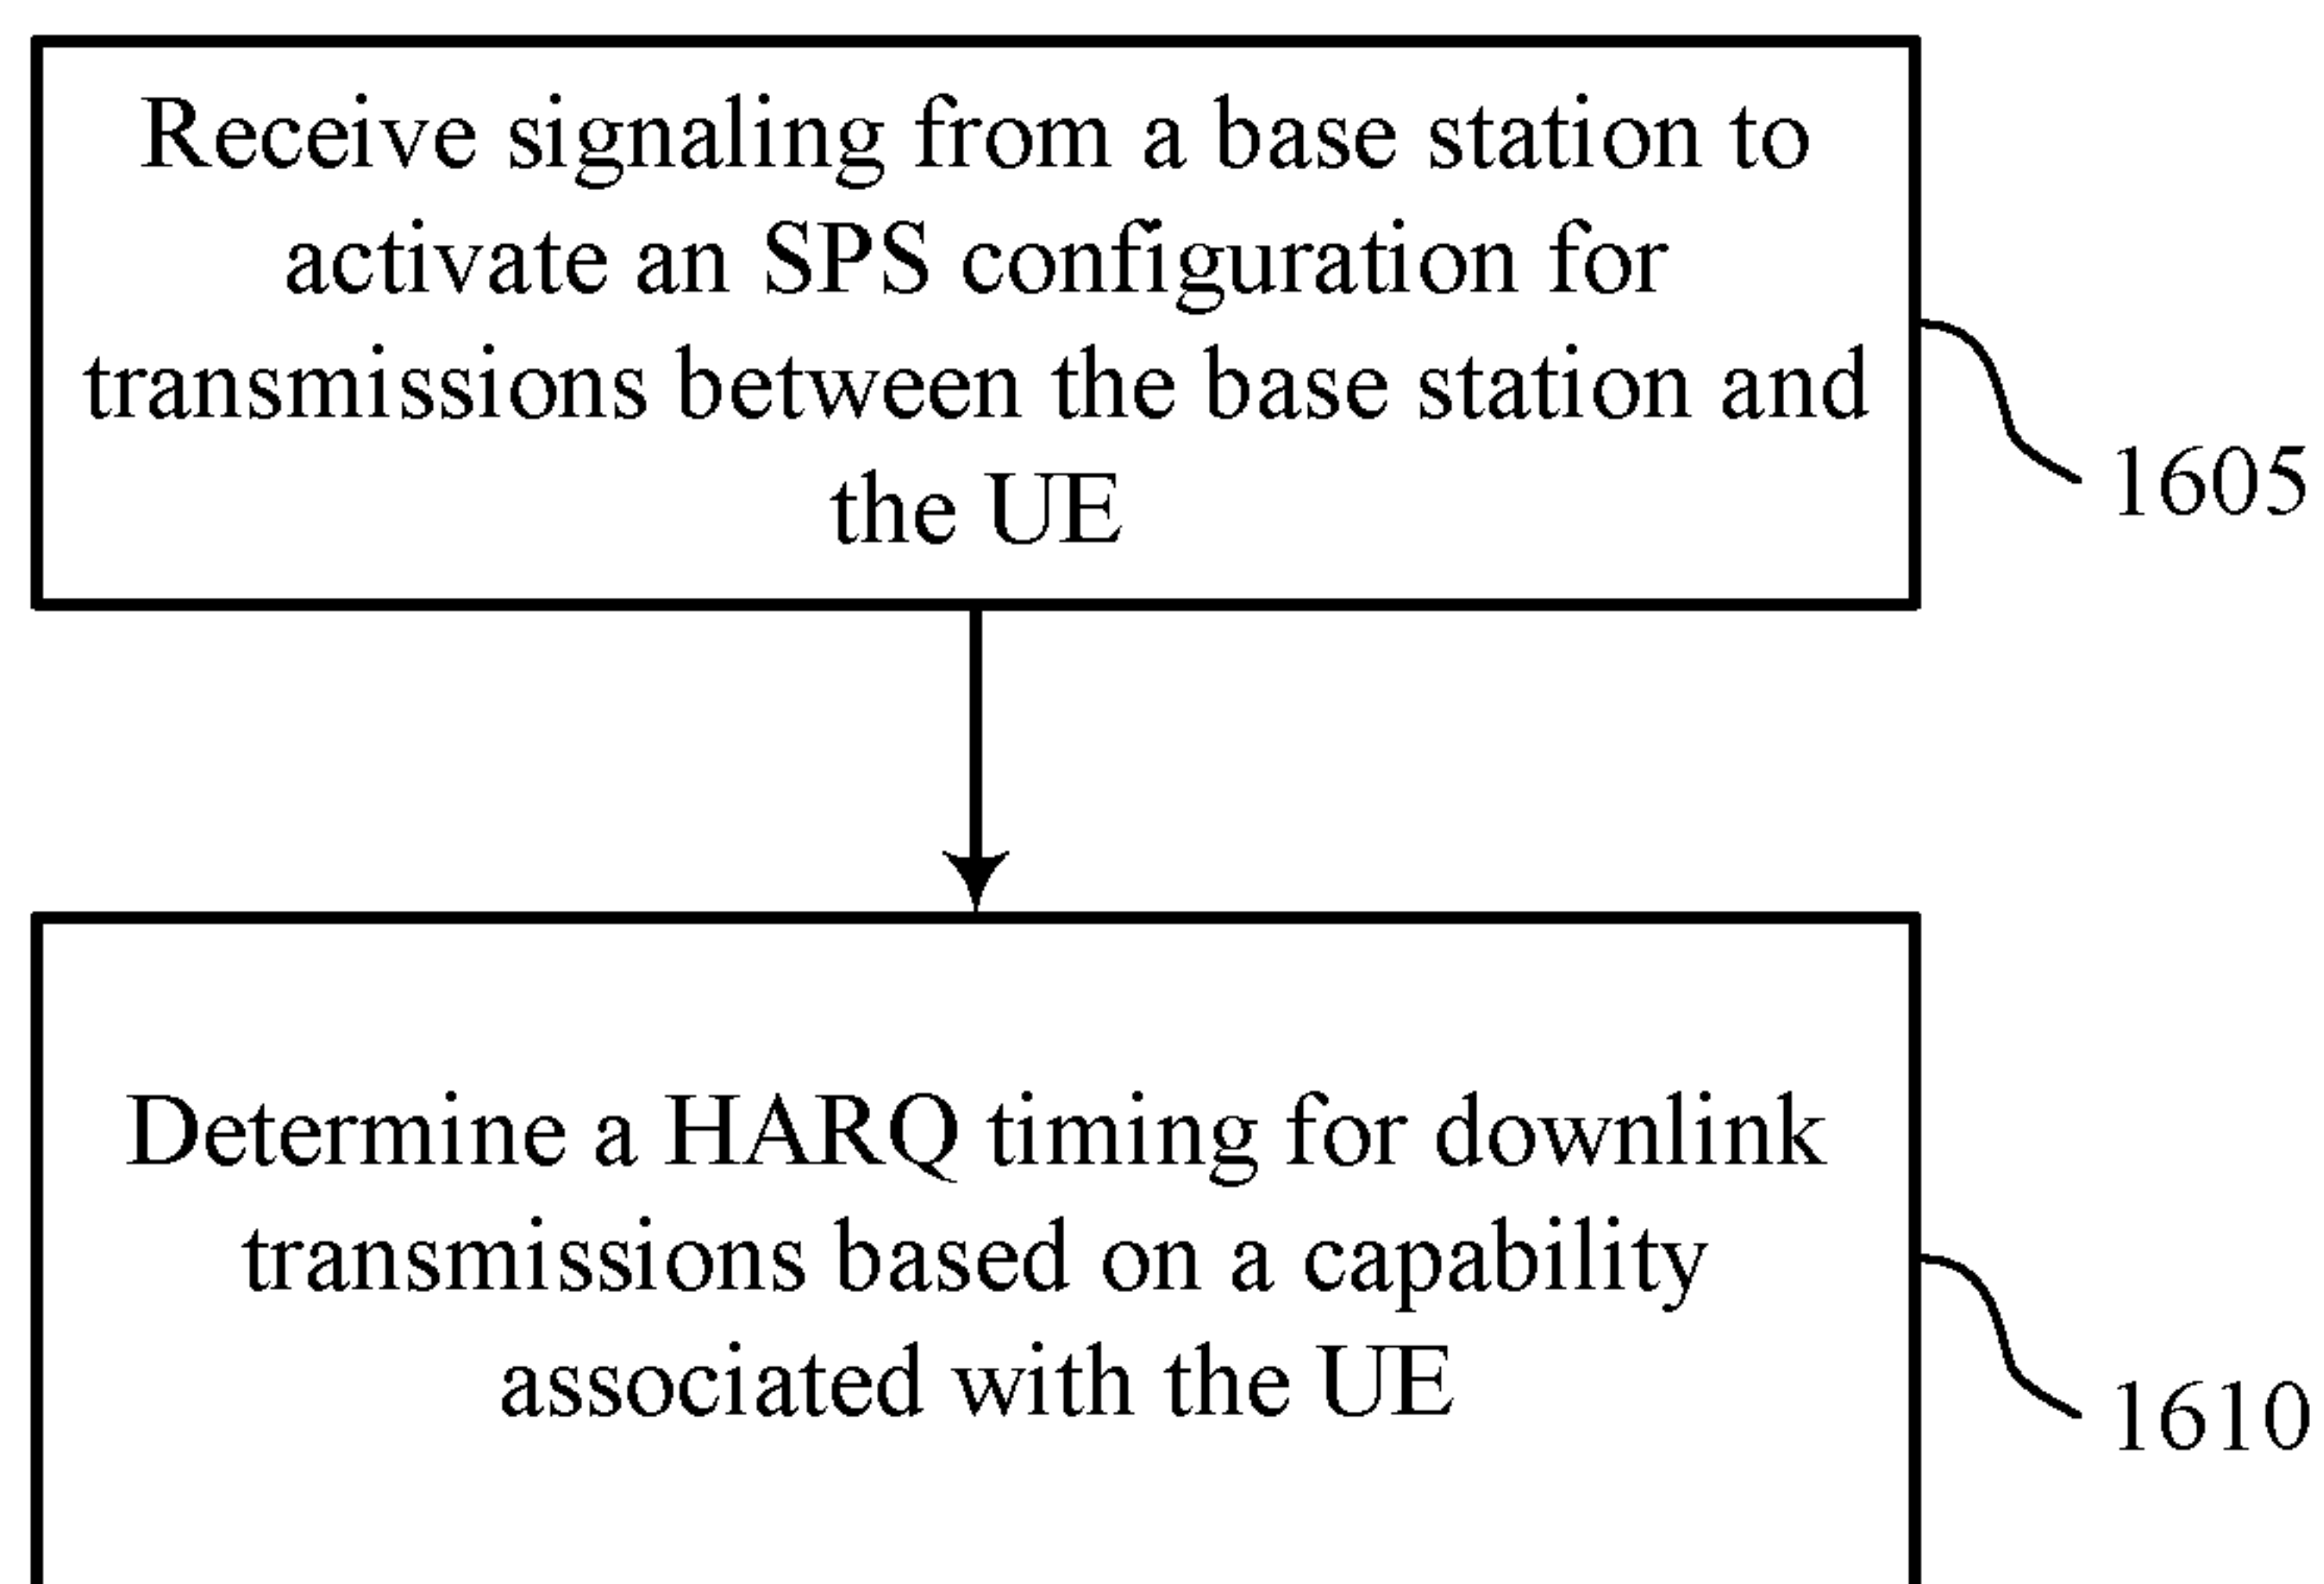 Receive signaling from a base station to
activate an SPS configuration for
transmissions between the base station and
the UE
1605
Determine a HARQ timing for downlink
transmissions based on a capability
associated with the UE
1610